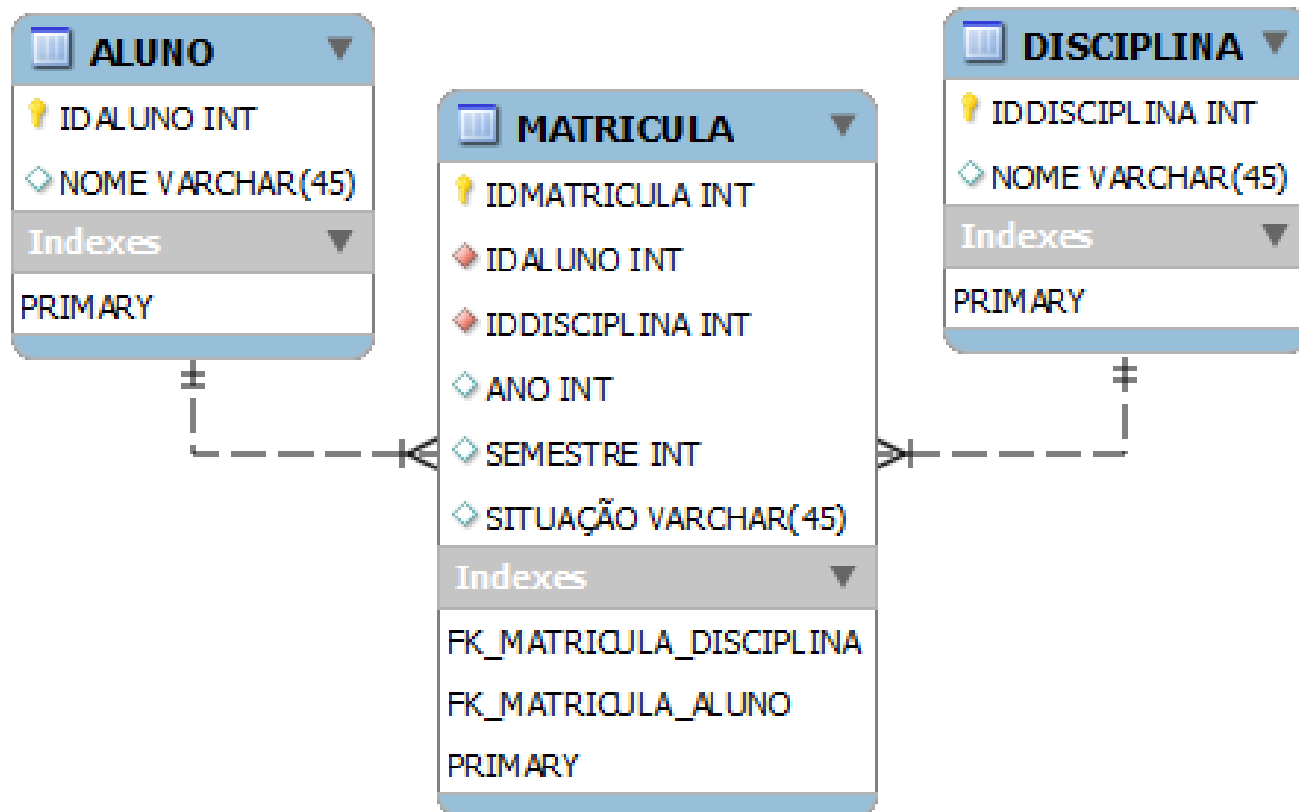 ALUNO
IDALUNO INT
NOME VARCHAR(45)
Indexes
PRIMARY
MATRICULA
IDMATRICULA INT
IDALUNO INT
IDDISCIPLINA INT
ANO INT
SEMESTRE INT
SITUAÇÃO VARCHAR(45)
Indexes
FK_MATRICULA_DISCIPLINA
FK_MATRICULA_ALUNO
PRIMARY
DISCIPLINA
IDDISCIPLINA INT
NOME VARCHAR(45)
Indexes
PRIMARY